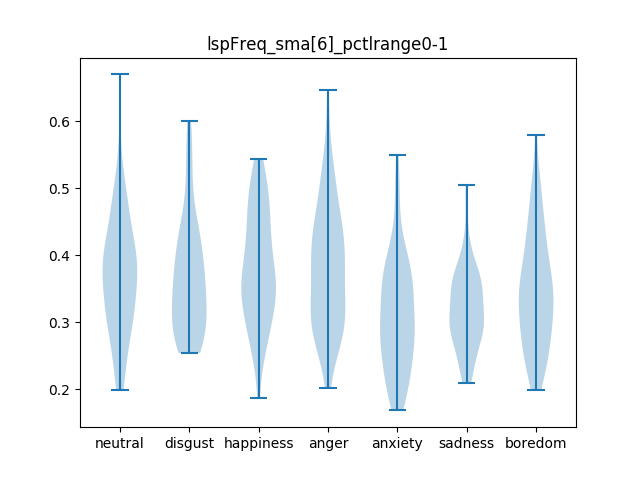 lspFreq_sma[6]_pctlrange0-1
0.6
0.5
0.4
0.3
0.2
neutral disgust happiness anger anxiety sadness boredom